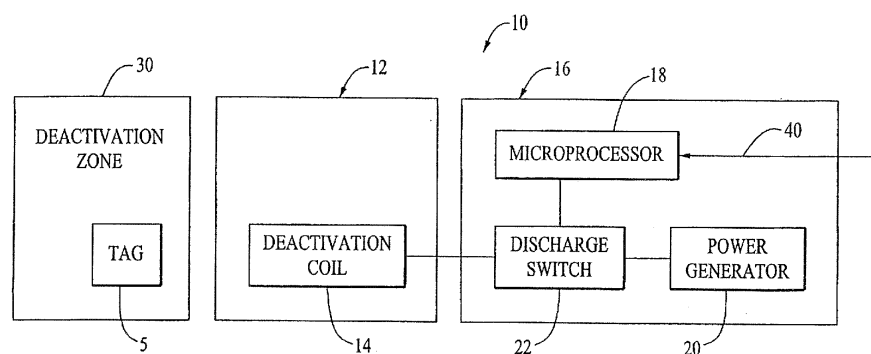 10
30
12
16
18
40
DEACTIVATION
ZONE
MICROPROCESSOR
TAG
DEACTIVATION
COIL
DISCHARGE
SWITCH
POWER
GENERATOR
5
14
22
20